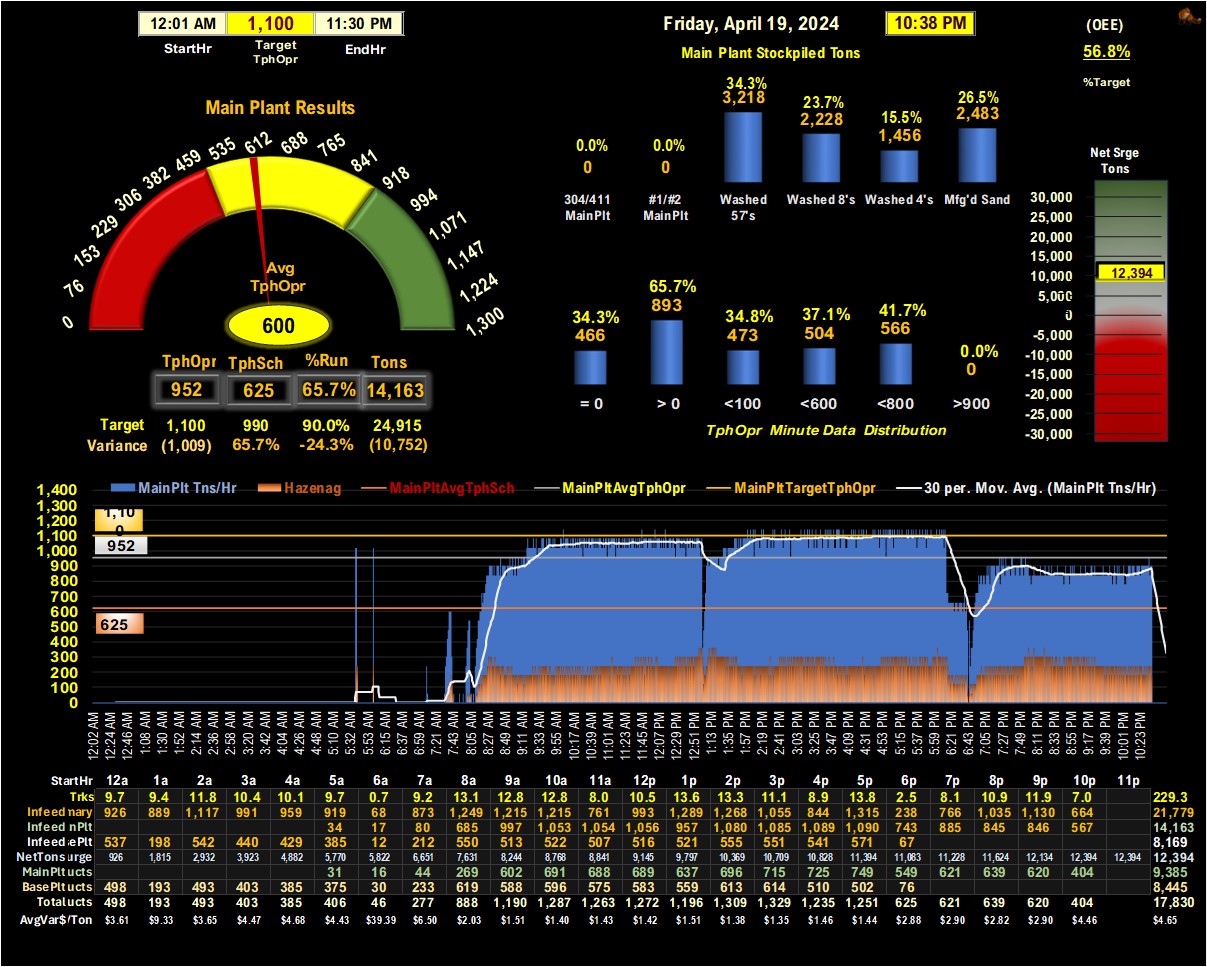 12:01 AM 1,100 11:30 PM
StartHr Target TphOpr EndHr
Friday, April 19, 2024 10:38 PM
Main Plant Stockpiled Tons
(OEE)
56.8%
%Target
Main Plant Results
0 76 153 229 306 382 459 535 612 688 765 841 918 994 1,071 1,147 1,224 1,300
Avg
TphOpr
600
TphOpr TphSch %Run Tons
952 625 65.7% 14,163
Target 1,100 990 90.0% 24,915
Variance (1,009) 65.7% -24.3% (10,752)
0.0% 0.0% 34.3% 23.7% 15.5% 26.5%
0 0 3,218 2,228 1,456 2,483
304/411 MainPlt #1/#2 MainPlt Washed 57's Washed 8's Washed 4's Mfg'd Sand
34.3% 65.7% 34.8% 37.1% 41.7% 0.0%
466 893 473 504 566 0
= 0 > 0 <100 <600 <800 >900
TphOpr Minute Data Distribution
Net Srge
Tons
30,000
25,000
20,000
15,000
10,000
5,000
0
-5,000
-10,000
-15,000
-20,000
-25,000
-30,000
12,394
MainPlt Tns/Hr Hazenag MainPltAvgTphSch MainPltAvgTphOpr MainPltTargetTphOpr 30 per. Mov. Avg. (MainPlt Tns/Hr)
1,400
1,300
1,200
1,100
1,000
900
800
700
600
500
400
300
200
100
0
1,10
0
952
625
12:02 AM 12:24 AM 12:46 AM 1:08 AM 1:30 AM 1:52 AM 2:14 AM 2:36 AM 2:58 AM 3:20 AM 3:42 AM 4:04 AM 4:26 AM 4:48 AM 5:10 AM 5:32 AM 5:53 AM 6:15 AM 6:37 AM 6:59 AM 7:21 AM 7:43 AM 8:05 AM 8:27 AM 8:49 AM 9:11 AM 9:33 AM 9:55 AM 10:17 AM 10:39 AM 11:01 AM 11:23 AM 11:45 AM 12:07 PM 12:29 PM 12:51 PM 1:13 PM 1:35 PM 1:57 PM 2:19 PM 2:41 PM 3:03 PM 3:25 PM 3:47 PM 4:09 PM 4:31 PM 4:53 PM 5:15 PM 5:37 PM 5:59 PM 6:21 PM 6:43 PM 7:05 PM 7:27 PM 7:49 PM 8:11 PM 8:33 PM 8:55 PM 9:17 PM 9:39 PM 10:01 PM 10:23 PM
StartHr 12a 1a 2a 3a 4a 5a 6a 7a 8a 9a 10a 11a 12p 1p 2p 3p 4p 5p 6p 7p 8p 9p 10p 11p
Trks 9.7 9.4 11.8 10.4 10.1 9.7 0.7 9.2 13.1 12.8 12.8 8.0 10.5 13.6 13.3 11.1 8.9 13.8 2.5 8.1 10.9 11.9 7.0 229.3
Infeed mary 926 889 1,117 991 959 919 68 873 1,249 1,215 1,215 761 993 1,289 1,268 1,055 844 1,315 238 766 1,035 1,130 664 21,779
Infeed nPlt 34 17 80 685 997 1,053 1,054 1,056 957 1,080 1,085 1,089 1,090 743 885 845 846 567 14,163
Infeed ePlt 537 198 542 440 429 385 12 212 550 513 522 507 516 521 555 551 541 571 67 8,169
NetTons urge 926 1,815 2,932 3,923 4,882 5,770 5,822 6,651 7,631 8,244 8,768 8,841 9,145 9,797 10,369 10,709 10,828 11,394 11,083 11,228 11,624 12,134 12,394 12,394 12,394
MainPlt ucts 31 16 44 269 602 691 688 689 637 696 715 725 749 549 621 639 620 404 9,385
BasePlt ucts 498 193 493 403 385 375 30 233 619 588 596 575 583 559 613 614 510 502 76 8,445
Total ucts 498 193 493 403 385 406 46 277 888 1,190 1,287 1,263 1,272 1,196 1,309 1,329 1,235 1,251 625 621 639 620 404 17,830
AvgVar$/Ton $3.61 $9.33 $3.65 $4.47 $4.68 $4.43 $39.39 $6.50 $2.03 $1.51 $1.40 $1.43 $1.42 $1.51 $1.38 $1.35 $1.46 $1.44 $2.88 $2.90 $2.82 $2.90 $4.46 $4.65